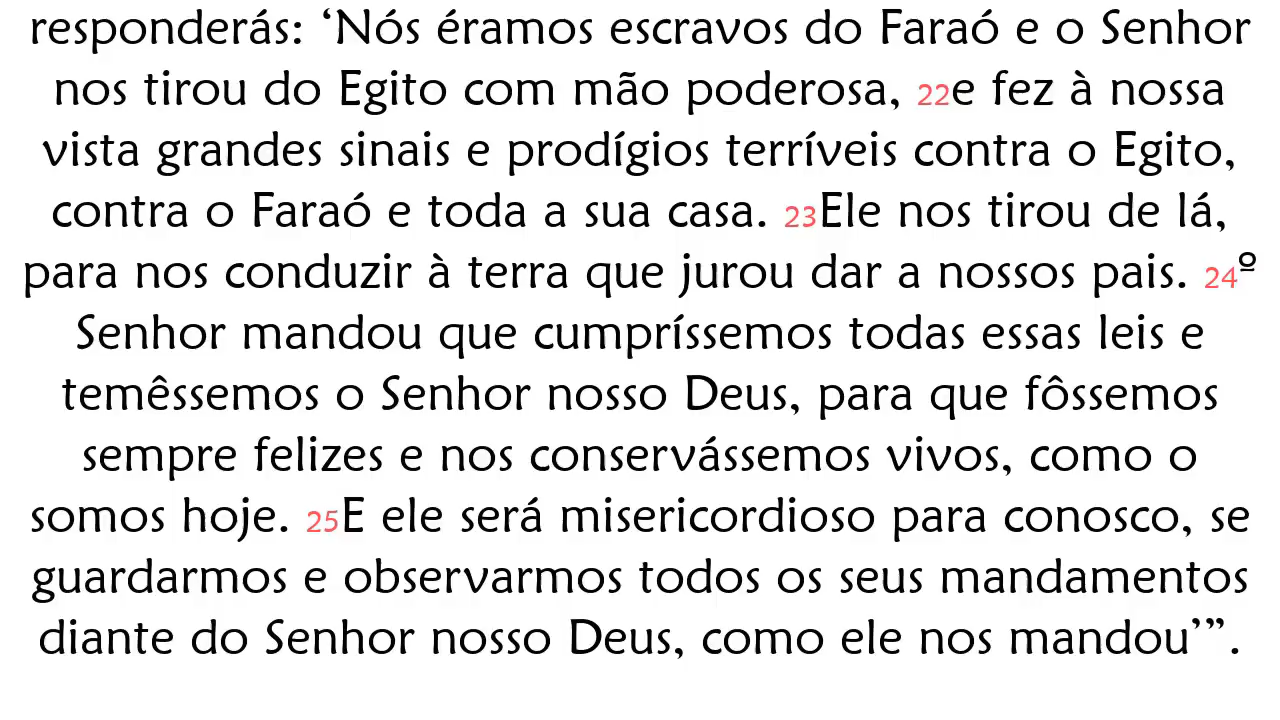 responderás: ‘Nós éramos escravos do Faraó e o Senhor
nos tirou do Egito com mão poderosa, 22e fez à nossa
vista grandes sinais e prodígios terríveis contra o Egito,
contra o Faraó e toda a sua casa. 23Ele nos tirou de lá,
para nos conduzir à terra que jurou dar a nossos pais. 24º
Senhor mandou que cumpríssemos todas essas leis e
temêssemos o Senhor nosso Deus, para que fôssemos
sempre felizes e nos conservássemos vivos, como o
somos hoje. 25E ele será misericordioso para conosco, se
guardarmos e observarmos todos os seus mandamentos
diante do Senhor nosso Deus, como ele nos mandou’”.